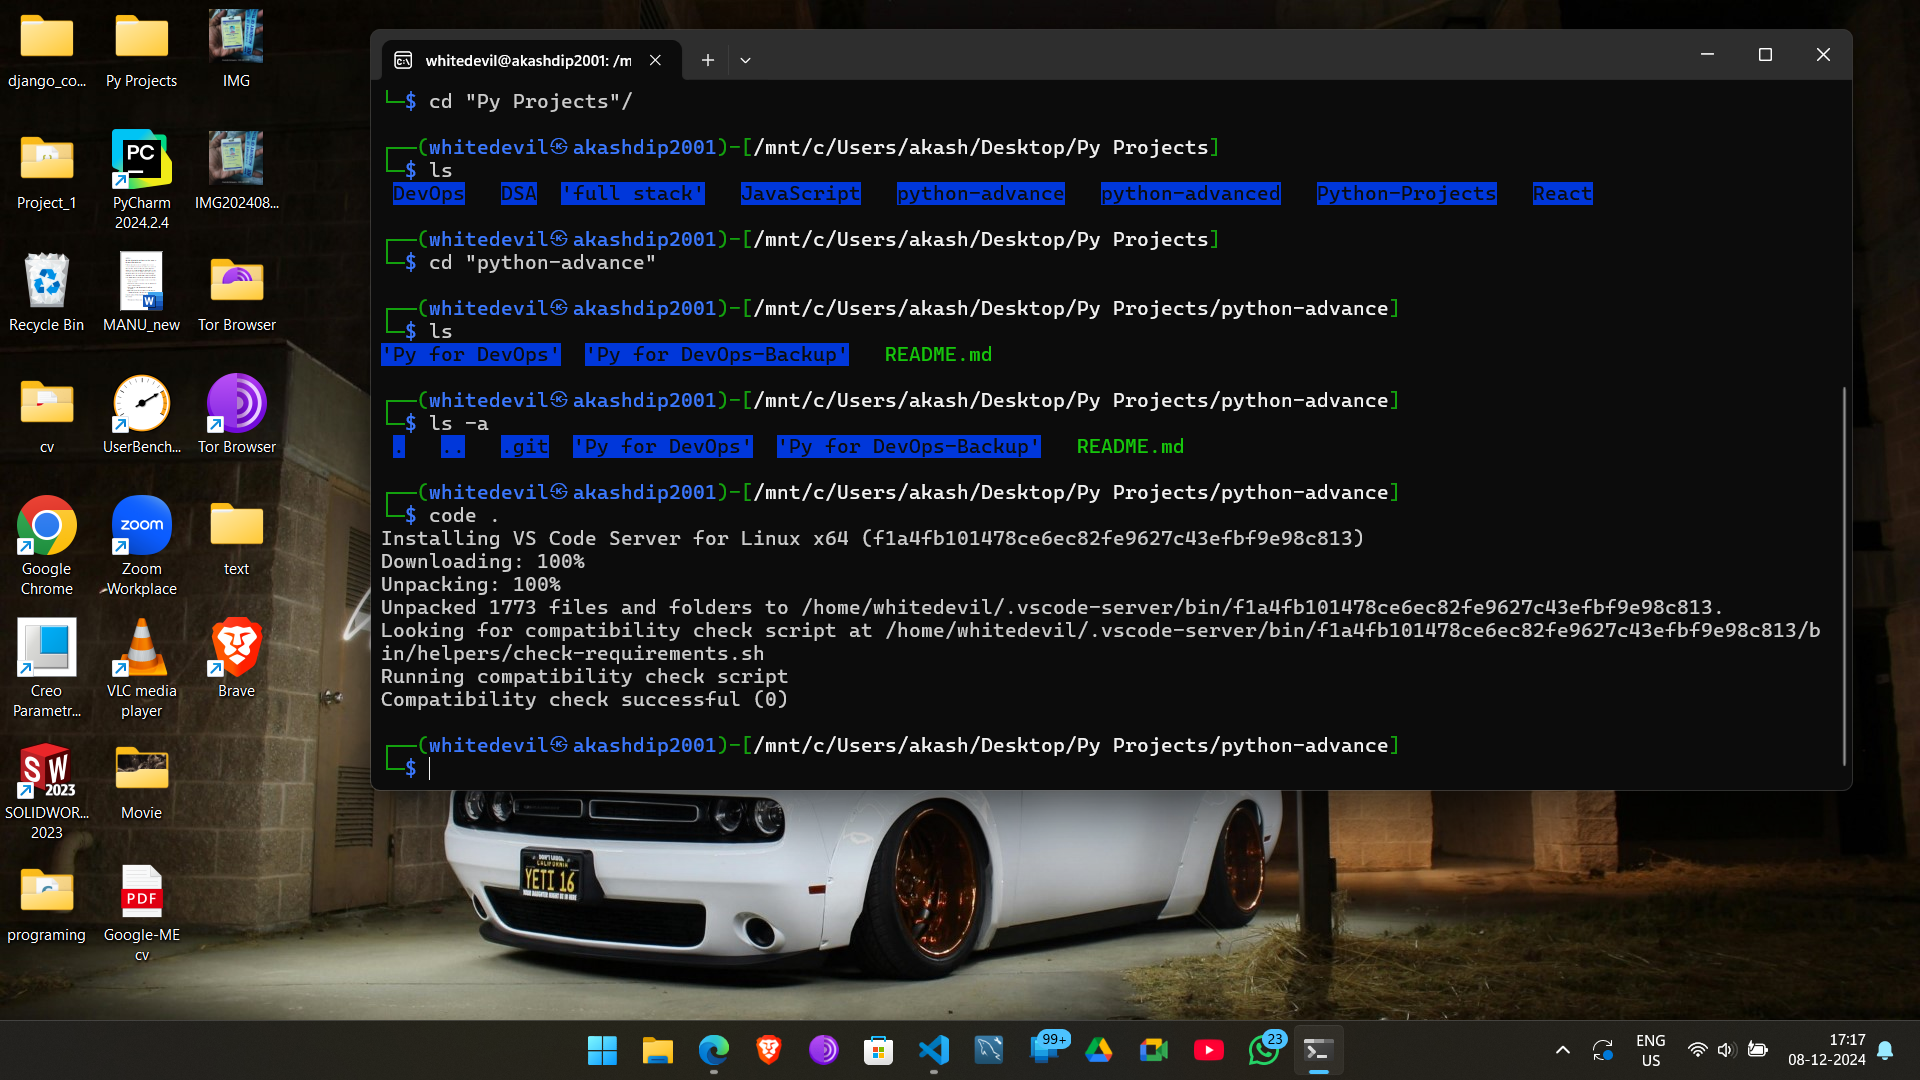 django_co...
Py Projects
IMG
Project_1
PyCharm
2024.2.4
IMG202408...
Recycle Bin
MANU_new
Tor Browser
cv
UserBench...
Tor Browser
Google
Chrome
Zoom
Workplace
text
Creo
Parametr...
VLC media
player
Brave
SOLIDWOR...
2023
Movie
programing
Google-ME
cv
PC
zoom
SW
2023
PDF
W
whitedevil@akashdip2001: /m
└─$ cd "Py Projects"/
┌──(whitedevil㉿akashdip2001)-[/mnt/c/Users/akash/Desktop/Py Projects]
└─$ ls
DevOps DSA 'full stack' JavaScript python-advance python-advanced Python-Projects React
┌──(whitedevil㉿akashdip2001)-[/mnt/c/Users/akash/Desktop/Py Projects]
└─$ cd "python-advance"
┌──(whitedevil㉿akashdip2001)-[/mnt/c/Users/akash/Desktop/Py Projects/python-advance]
└─$ ls
'Py for DevOps' 'Py for DevOps-Backup' README.md
┌──(whitedevil㉿akashdip2001)-[/mnt/c/Users/akash/Desktop/Py Projects/python-advance]
└─$ ls -a
. .. .git 'Py for DevOps' 'Py for DevOps-Backup' README.md
┌──(whitedevil㉿akashdip2001)-[/mnt/c/Users/akash/Desktop/Py Projects/python-advance]
└─$ code .
Installing VS Code Server for Linux x64 (f1a4fb101478ce6ec82fe9627c43efbf9e98c813)
Downloading: 100%
Unpacking: 100%
Unpacked 1773 files and folders to /home/whitedevil/.vscode-server/bin/f1a4fb101478ce6ec82fe9627c43efbf9e98c813.
Looking for compatibility check script at /home/whitedevil/.vscode-server/bin/f1a4fb101478ce6ec82fe9627c43efbf9e98c813/b
in/helpers/check-requirements.sh
Running compatibility check script
Compatibility check successful (0)
┌──(whitedevil㉿akashdip2001)-[/mnt/c/Users/akash/Desktop/Py Projects/python-advance]
└─$
CALIFORNIA
YETI 16
99+
23
ENG
US
17:17
08-12-2024